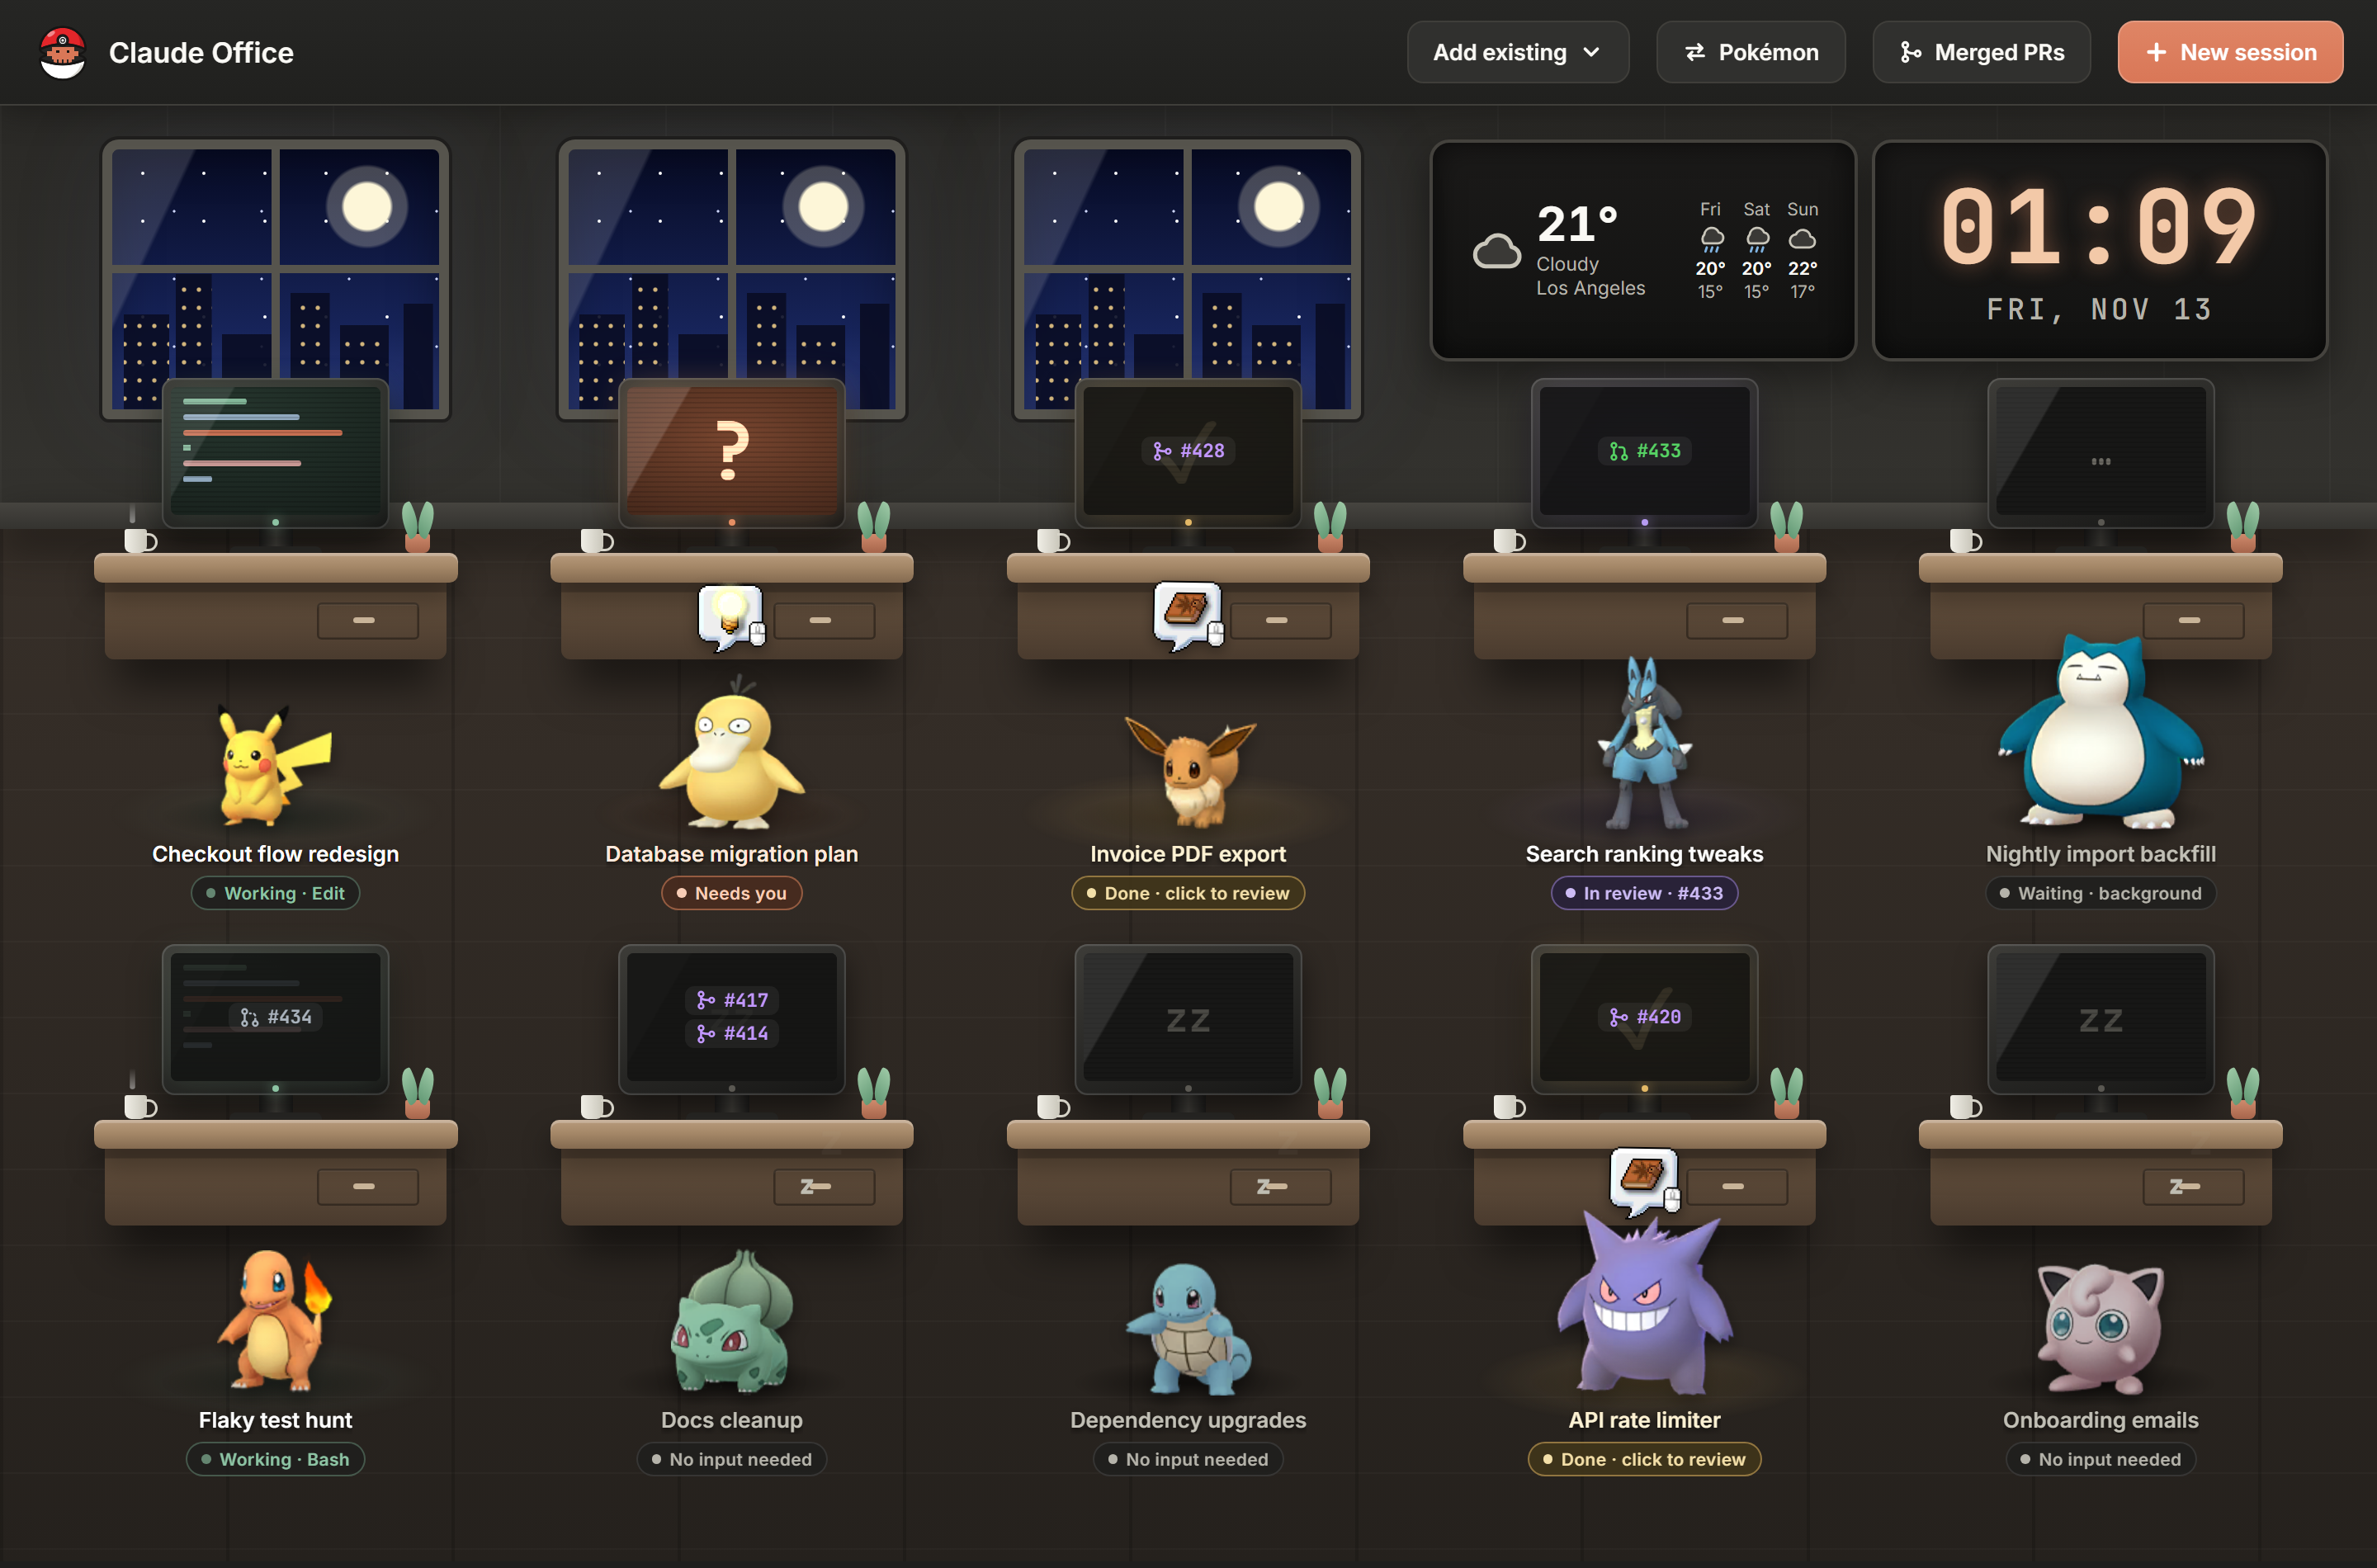 Claude Office
Add existing
Pokémon
Merged PRs
New session
21°
Cloudy
Los Angeles
Fri Sat Sun
20° 20° 22°
15° 15° 17°
01:09
FRI, NOV 13
?
#428
#433
...
Checkout flow redesign
Working · Edit
Database migration plan
Needs you
Invoice PDF export
Done · click to review
Search ranking tweaks
In review · #433
Nightly import backfill
Waiting · background
#434
#417
#414
zz
#420
zz
z
z
z
Flaky test hunt
Working · Bash
Docs cleanup
No input needed
Dependency upgrades
No input needed
API rate limiter
Done · click to review
Onboarding emails
No input needed